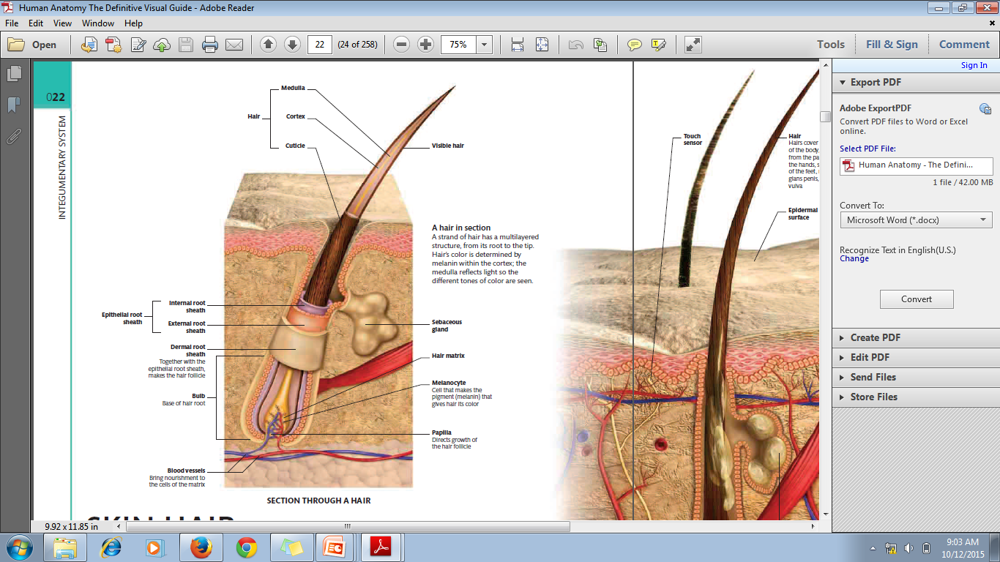 Human Anatomy The Definitive Visual Guide - Adobe Reader
File Edit View Window Help
Open
22
(24 of 258)
75%
Tools
Fill & Sign
Comment
Sign In
022
INTEGUMENTARY SYSTEM
Medulla
Hair
Cortex
Cuticle
Visible hair
A hair in section
A strand of hair has a multilayered
structure, from its root to the tip.
Hair's color is determined by
melanin within the cortex; the
medulla reflects light so the
different tones of color are seen.
Internal root
sheath
Epithelial root
sheath
External root
sheath
Dermal root
sheath
Together with the
epithelial root sheath,
makes the hair follicle
Bulb
Base of hair root
Blood vessels
Bring nourishment to
the cells of the matrix
Sebaceous
gland
Hair matrix
Melanocyte
Cell that makes the
pigment (melanin) that
gives hair its color
Papilla
Directs growth of
the hair follicle
SECTION THROUGH A HAIR
Touch
sensor
Hair
Hairs cover
of the body,
from the pa
the hands, s
of the feet,
glans penis,
vulva
Epidermal
surface
Export PDF
Adobe ExportPDF
Convert PDF files to Word or Excel
online.
Select PDF File:
Human Anatomy - The Defini...
1 file / 42.00 MB
Convert To:
Microsoft Word (*.docx)
Recognize Text in English(U.S.)
Change
Convert
Create PDF
Edit PDF
Send Files
Store Files
9.92 x 11.85 in
9:03 AM
10/12/2015